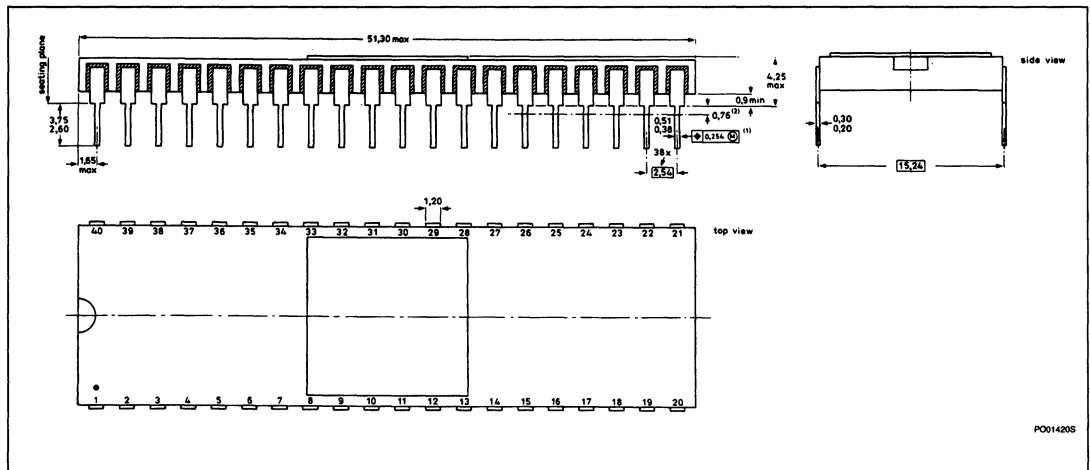 51,30 max
seating plane
side view
4,25
max
0,9 min
3,75
2,60
0,76 (2)
0,51
0,38
0,254 M (1)
0,30
0,20
1,65
max
38x
2,54
15,24
1,20
40 39 38 37 36 35 34 33 32 31 30 29 28 27 26 25 24 23 22 21
top view
1 2 3 4 5 6 7 8 9 10 11 12 13 14 15 16 17 18 19 20
PO01420S